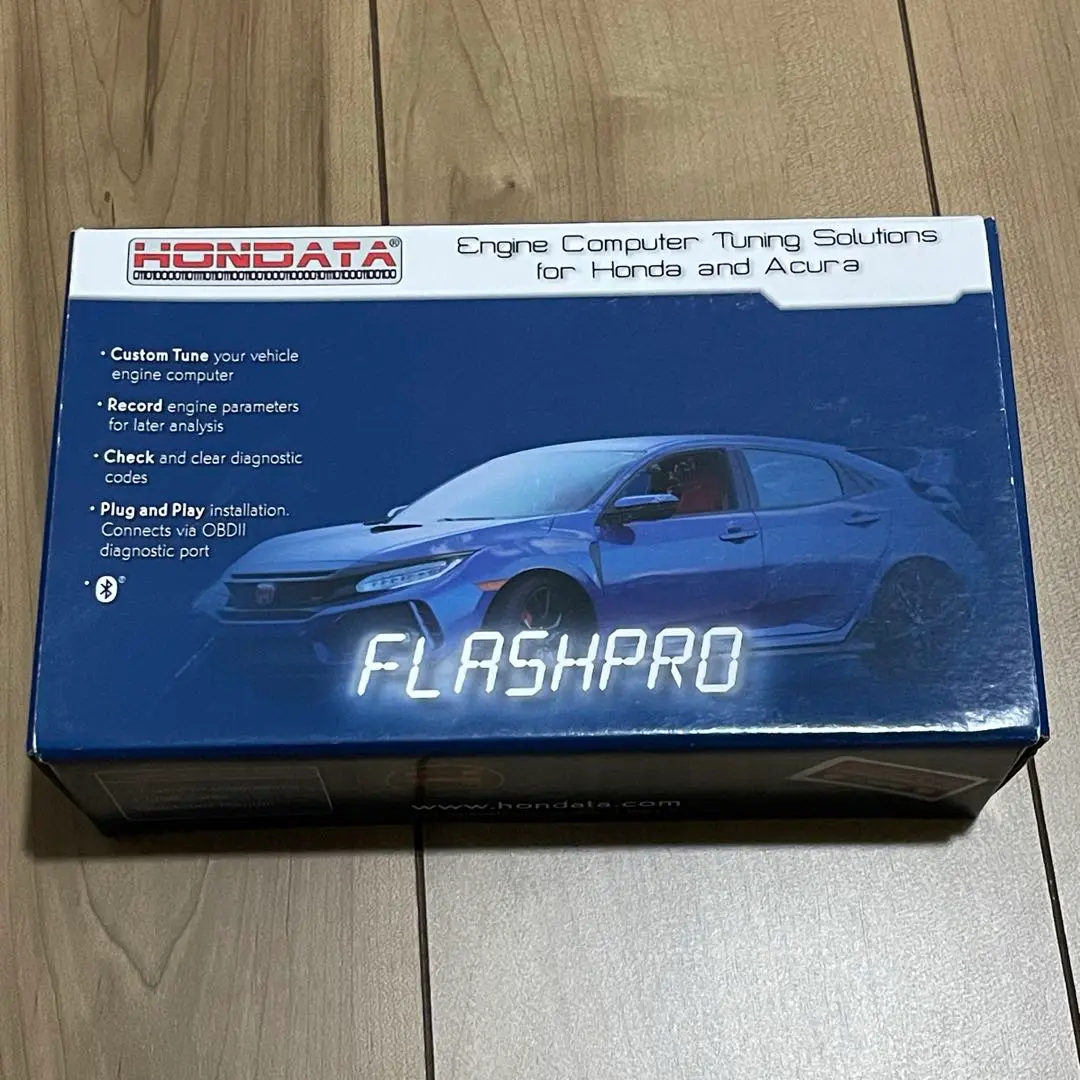 HONDATA®
Engine Computer Tuning Solutions
for Honda and Acura
• Custom Tune your vehicle
engine computer
• Record engine parameters
for later analysis
• Check and clear diagnostic
codes
• Plug and Play installation.
Connects via OBDII
diagnostic port
•
FLASHPRO
www.hondata.com